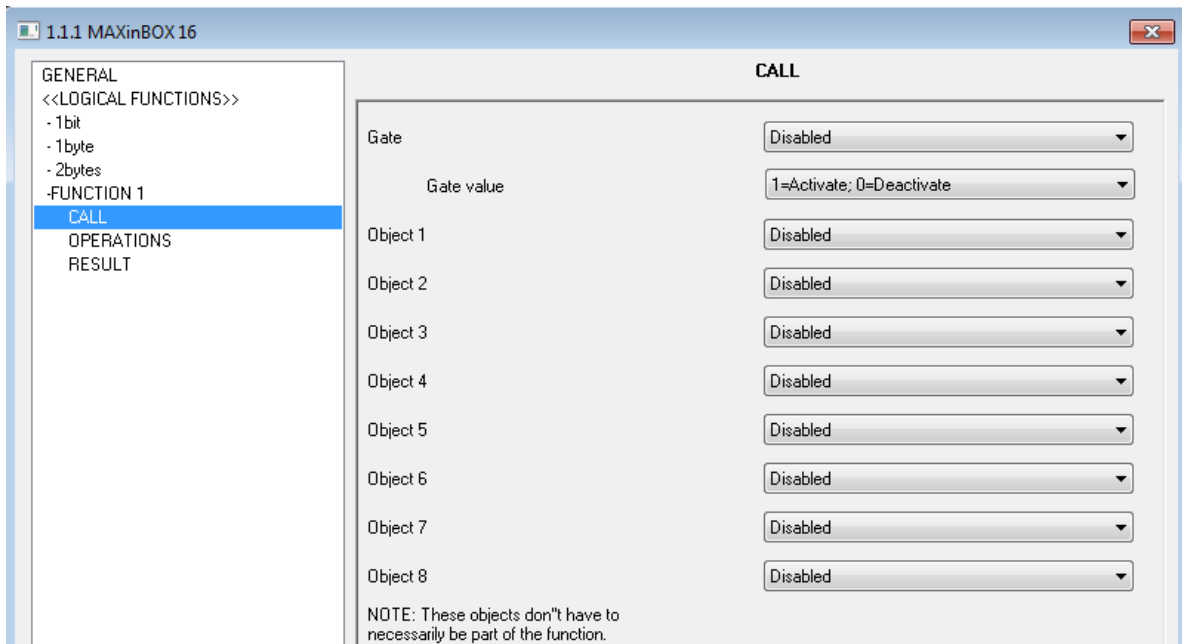 1.1.1 MAXinBOX 16
GENERAL
<<LOGICAL FUNCTIONS>>
- 1bit
- 1byte
- 2bytes
-FUNCTION 1
CALL
OPERATIONS
RESULT
CALL
Gate Disabled
Gate value 1=Activate; 0=Deactivate
Object 1 Disabled
Object 2 Disabled
Object 3 Disabled
Object 4 Disabled
Object 5 Disabled
Object 6 Disabled
Object 7 Disabled
Object 8 Disabled
NOTE: These objects don"t have to
necessarily be part of the function.